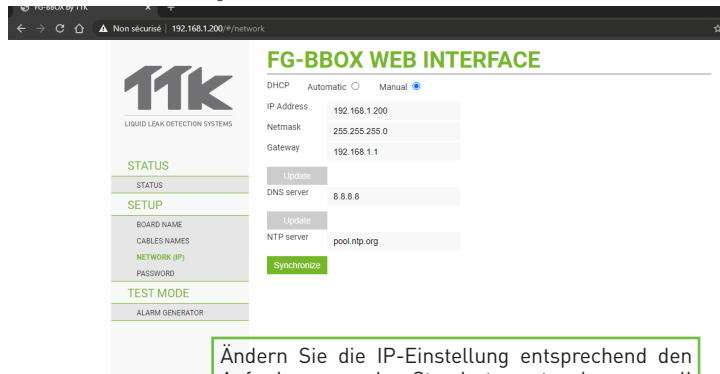 FG-BBOX by TTK
Non sécurisé | 192.168.1.200/#/network
TTK
LIQUID LEAK DETECTION SYSTEMS
FG-BBOX WEB INTERFACE
DHCP Automatic Manual
IP Address 192.168.1.200
Netmask 255.255.255.0
Gateway 192.168.1.1
Update
DNS server 8.8.8.8
Update
NTP server pool.ntp.org
Synchronize
STATUS
STATUS
SETUP
BOARD NAME
CABLES NAMES
NETWORK (IP)
PASSWORD
TEST MODE
ALARM GENERATOR
Ändern Sie die IP-Einstellung entsprechend den